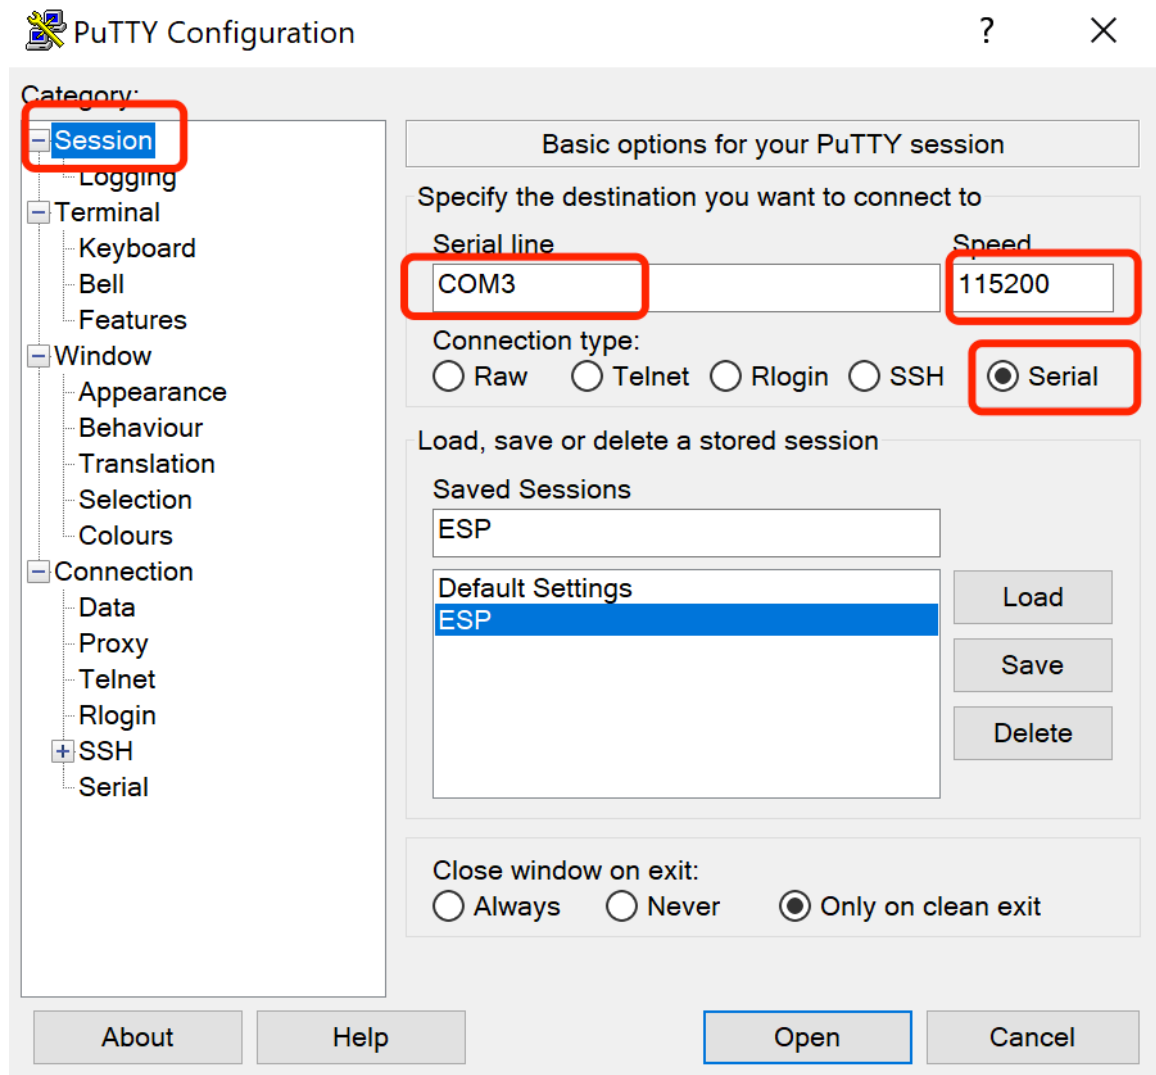 PuTTY Configuration
?
Category:
Session
Logging
Terminal
Keyboard
Bell
Features
Window
Appearance
Behaviour
Translation
Selection
Colours
Connection
Data
Proxy
Telnet
Rlogin
SSH
Serial
Basic options for your PuTTY session
Specify the destination you want to connect to
Serial line Speed
COM3 115200
Connection type:
Raw Telnet Rlogin SSH Serial
Load, save or delete a stored session
Saved Sessions
ESP
Default Settings
ESP
Load
Save
Delete
Close window on exit:
Always Never Only on clean exit
About Help Open Cancel